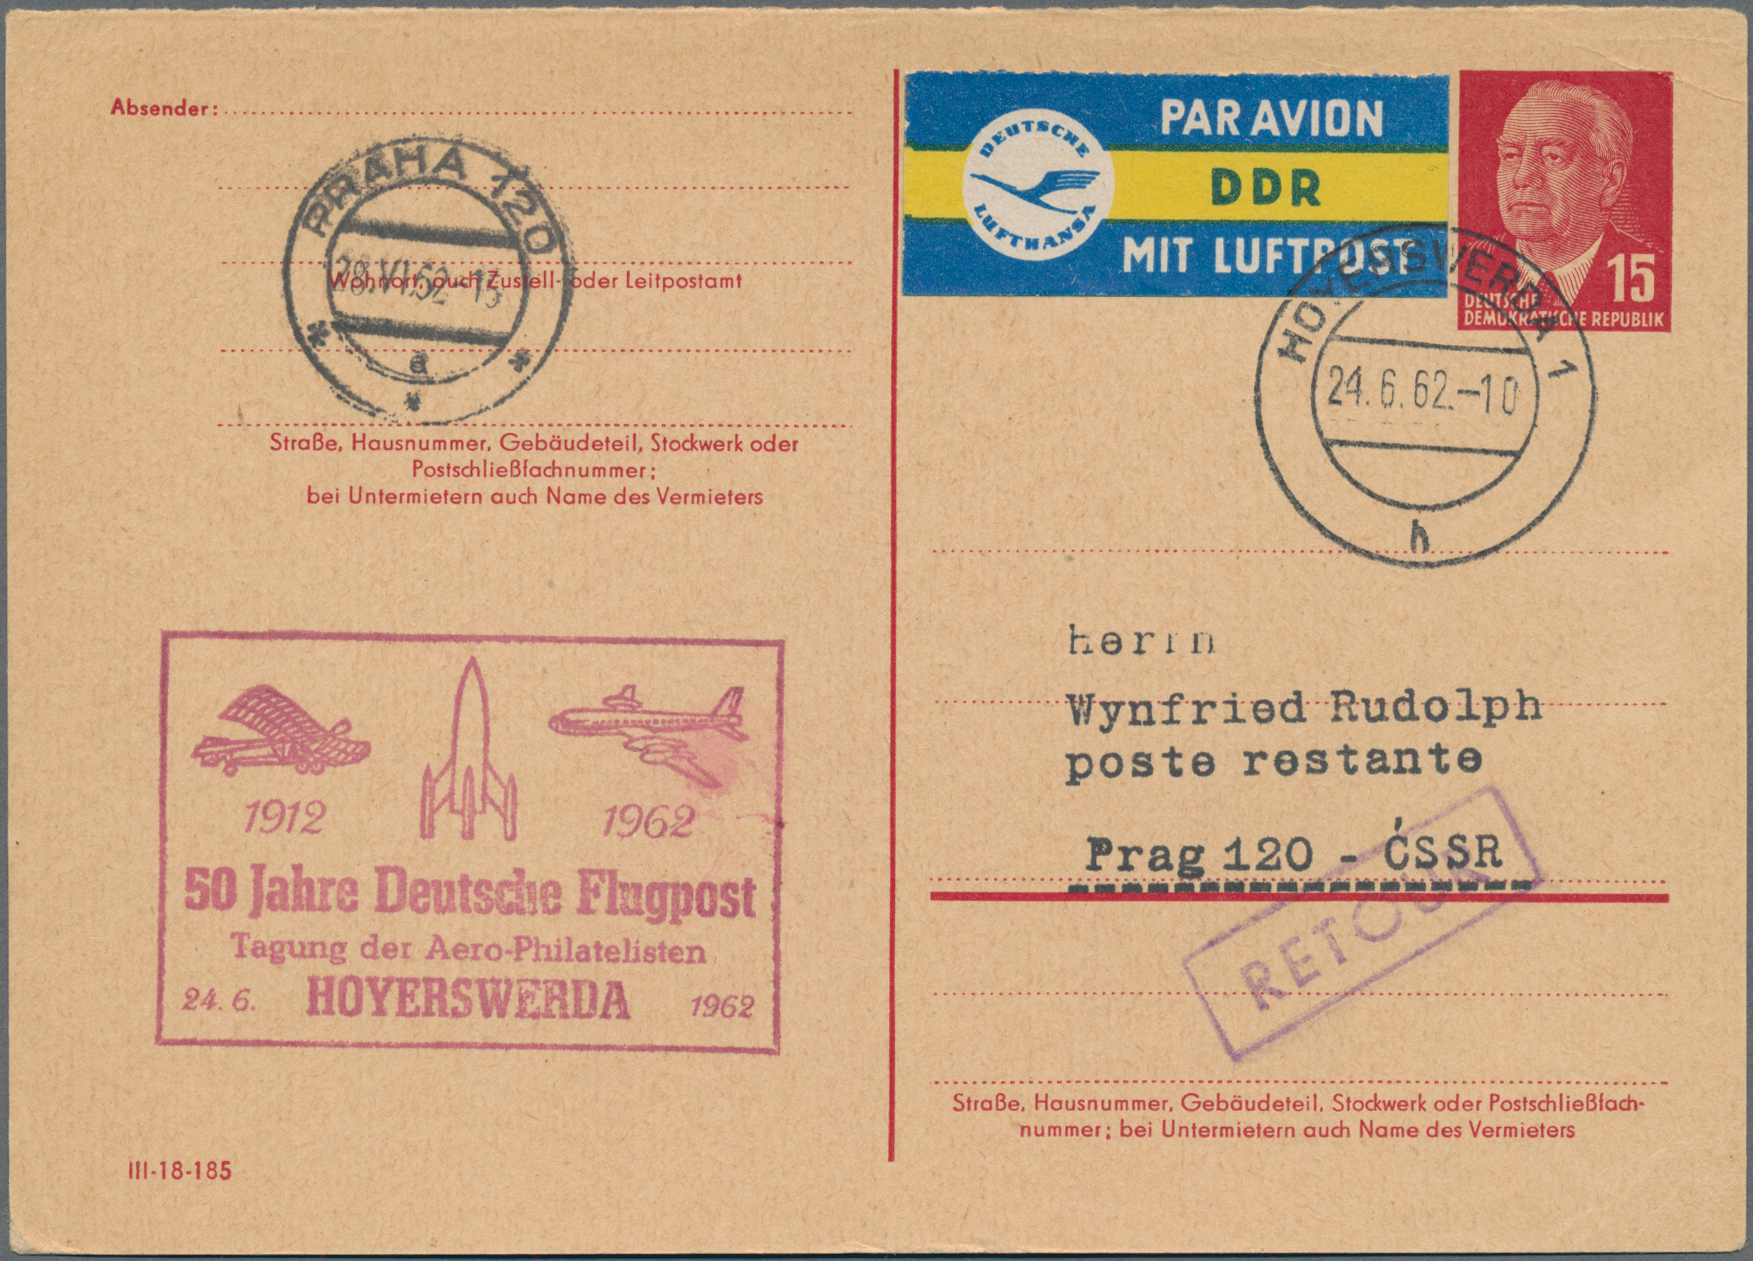 Absender:
PRAHA 120
28.VI.62-15
a
Wohnort, auch Zustell- oder Leitpostamt
Straße, Hausnummer, Gebäudeteil, Stockwerk oder
Postschließfachnummer;
bei Untermietern auch Name des Vermieters
1912
1962
50 Jahre Deutsche Flugpost
Tagung der Aero-Philatelisten
24. 6. HOYERSWERDA 1962
III-18-185
PAR AVION
DEUTSCHE
LUFTHANSA
DDR
MIT LUFTPOST
15
DEUTSCHE
DEMOKRATISCHE REPUBLIK
HOYERSWERDA 1
24.6.62.-10
h
Herrn
Wynfried Rudolph
poste restante
Prag 120 - ĆSSR
RETOUR
Straße, Hausnummer, Gebäudeteil, Stockwerk oder Postschließfach-
nummer; bei Untermietern auch Name des Vermieters